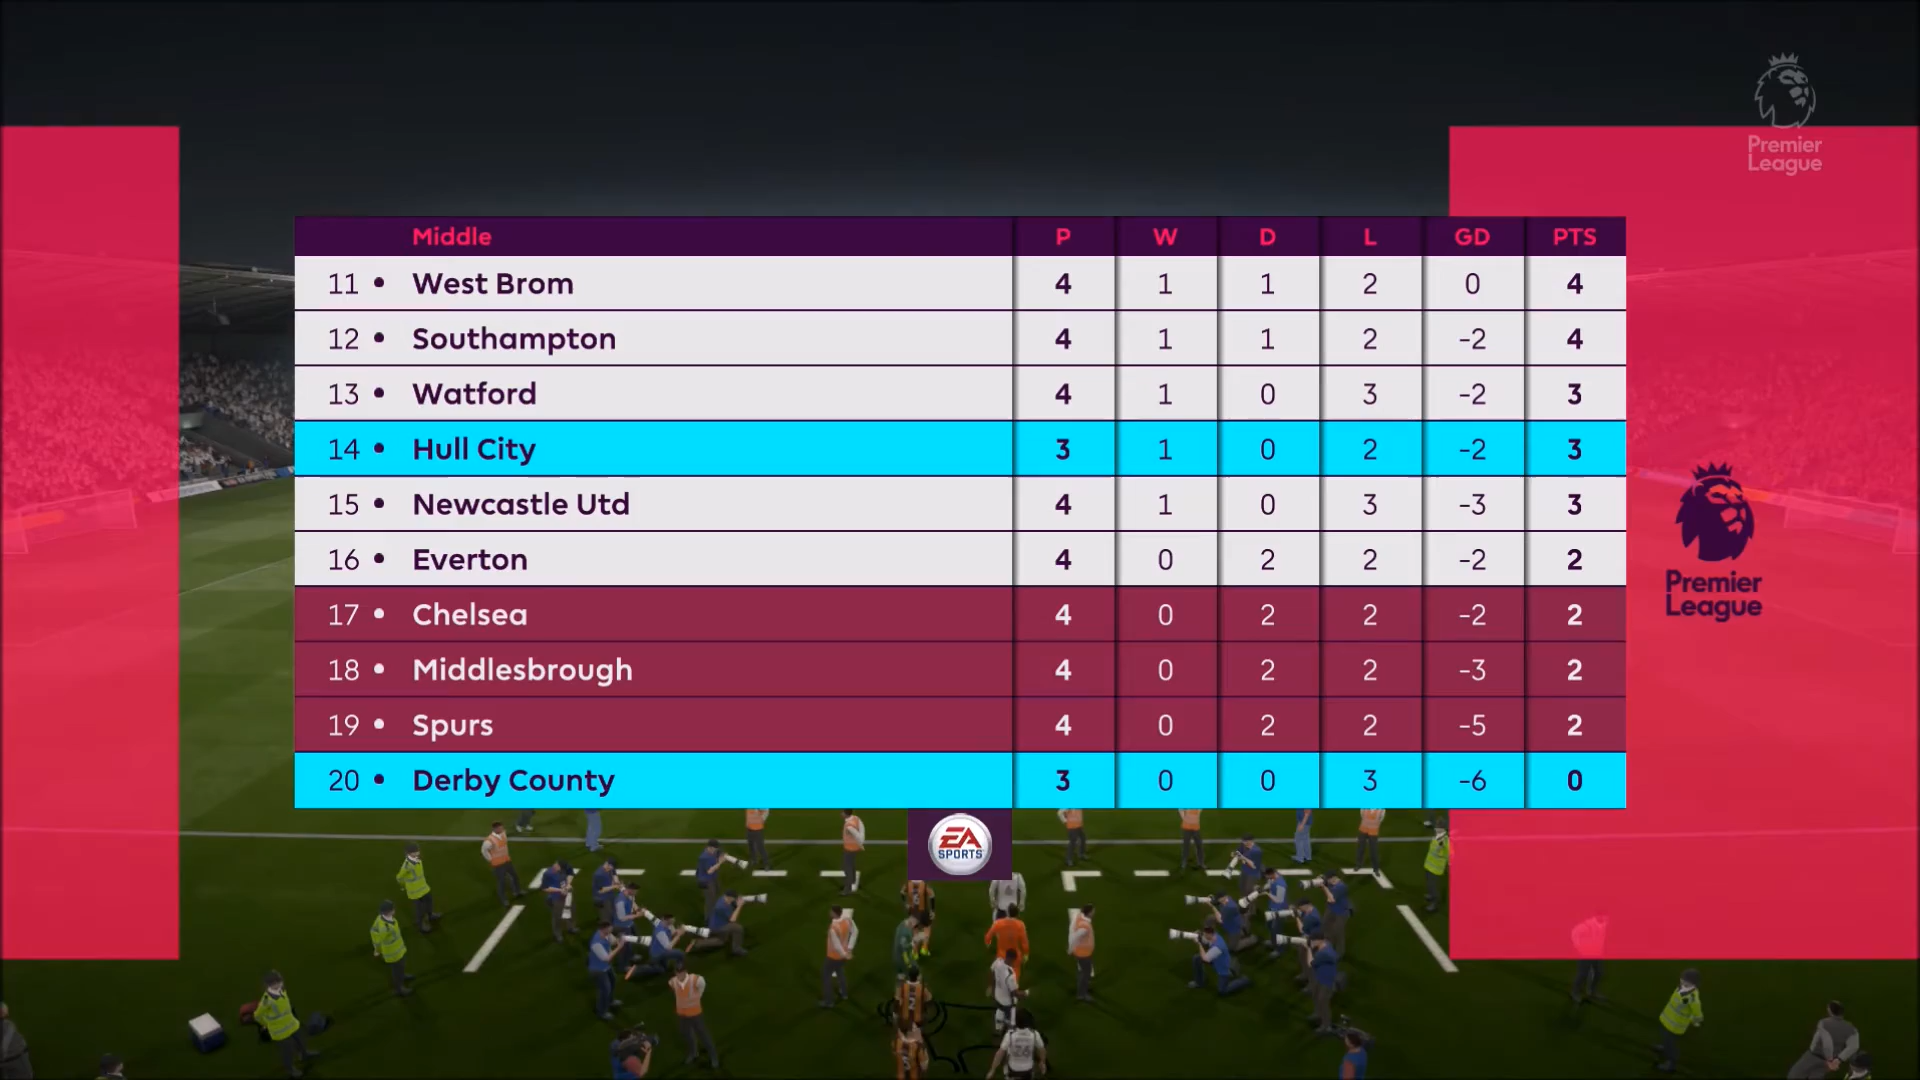 Premier
League
Middle P W D L GD PTS
11 • West Brom 4 1 1 2 0 4
12 • Southampton 4 1 1 2 -2 4
13 • Watford 4 1 0 3 -2 3
14 • Hull City 3 1 0 2 -2 3
15 • Newcastle Utd 4 1 0 3 -3 3
16 • Everton 4 0 2 2 -2 2
17 • Chelsea 4 0 2 2 -2 2
18 • Middlesbrough 4 0 2 2 -3 2
19 • Spurs 4 0 2 2 -5 2
20 • Derby County 3 0 0 3 -6 0
Premier
League
EA
SPORTS